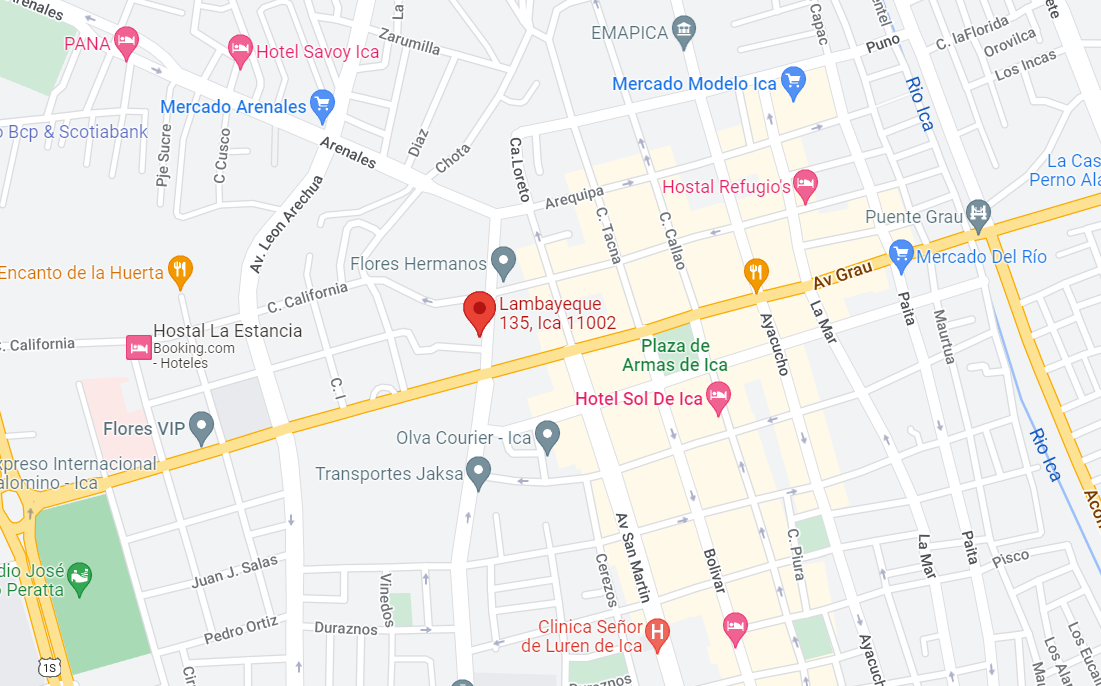 Arenales
La
Zarumilla
PANA
Hotel Savoy Ica
EMAPICA
Capac
Puno
C. laFlorida
Orovilca
Los Incas
Mercado Modelo Ica
Rio Ica
Mercado Arenales
Bcp & Scotiabank
Pje Sucre
C Cusco
Arenales
Diaz
Chota
Ca.Loreto
Arequipa
Hostal Refugio's
La Cas
Perno Ala
Av. Leon Arechua
C. Tacna
C. Callao
Puente Grau
Encanto de la Huerta
Flores Hermanos
Mercado Del Río
Av Grau
C. California
Lambayeque
135, Ica 11002
Hostal La Estancia
Booking.com
- Hoteles
C. California
Plaza de
Armas de Ica
Ayacucho
La Mar
Paita
Maurtua
C. I
Hotel Sol De Ica
Flores VIP
Olva Courier - Ica
Transportes Jaksa
xpreso Internacional
alomino - Ica
Rio Ica
Av San Martin
Bolivar
C. Piura
La Mar
Paita
Pisco
Juan J. Salas
dio José
Peratta
Vinedos
Cerezos
Pedro Ortiz
Duraznos
Clinica Señor
de Luren de Ica
Ayacucho
Los Eucal
Los Ala
Duraznos
1S